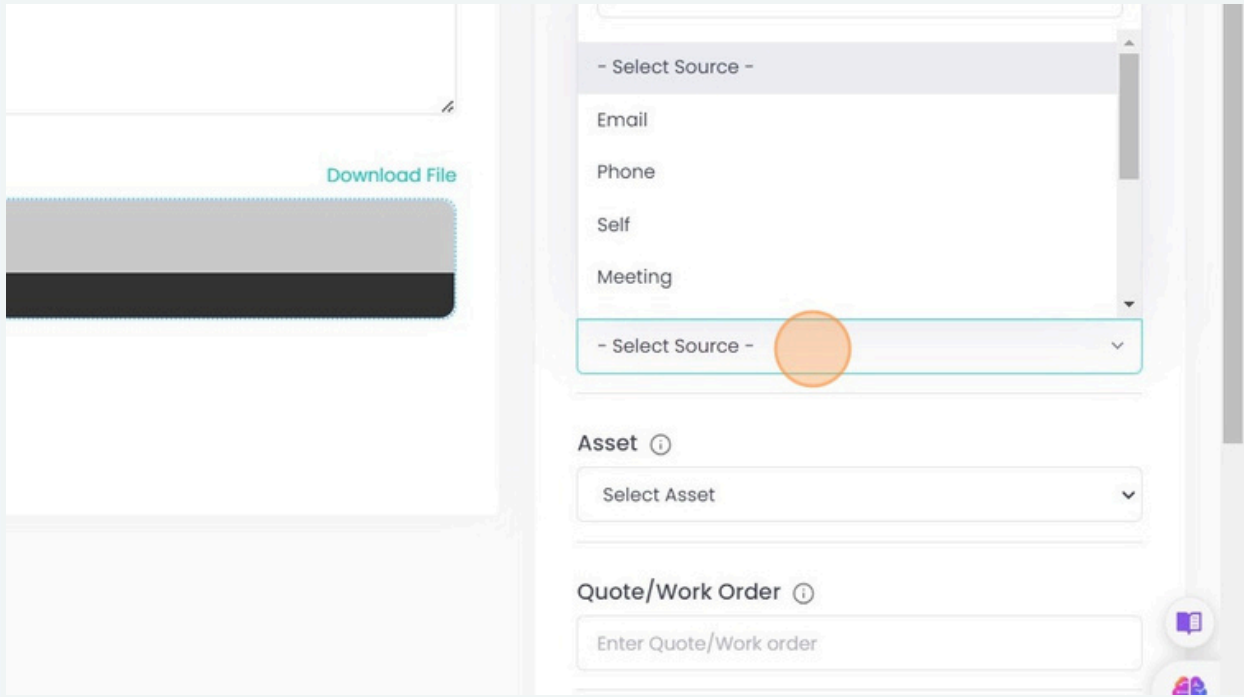 - Select Source -
Email
Phone
Download File
Self
Meeting
- Select Source -
Asset
Select Asset
Quote/Work Order
Enter Quote/Work order